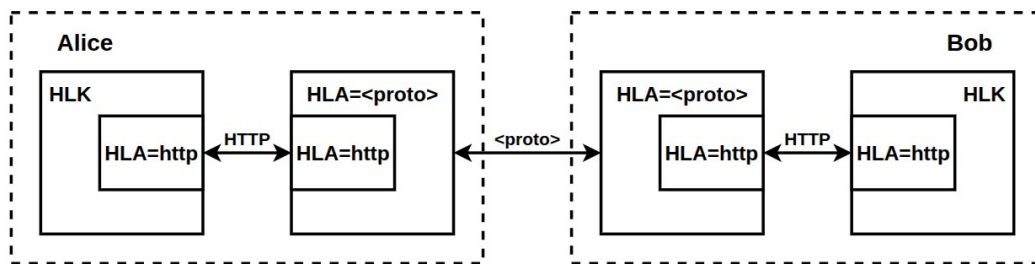 Alice
Bob
HLK
HLA=<proto>
HLA=<proto>
HLK
HLA=http
HTTP
HLA=http
<proto>
HLA=http
HTTP
HLA=http